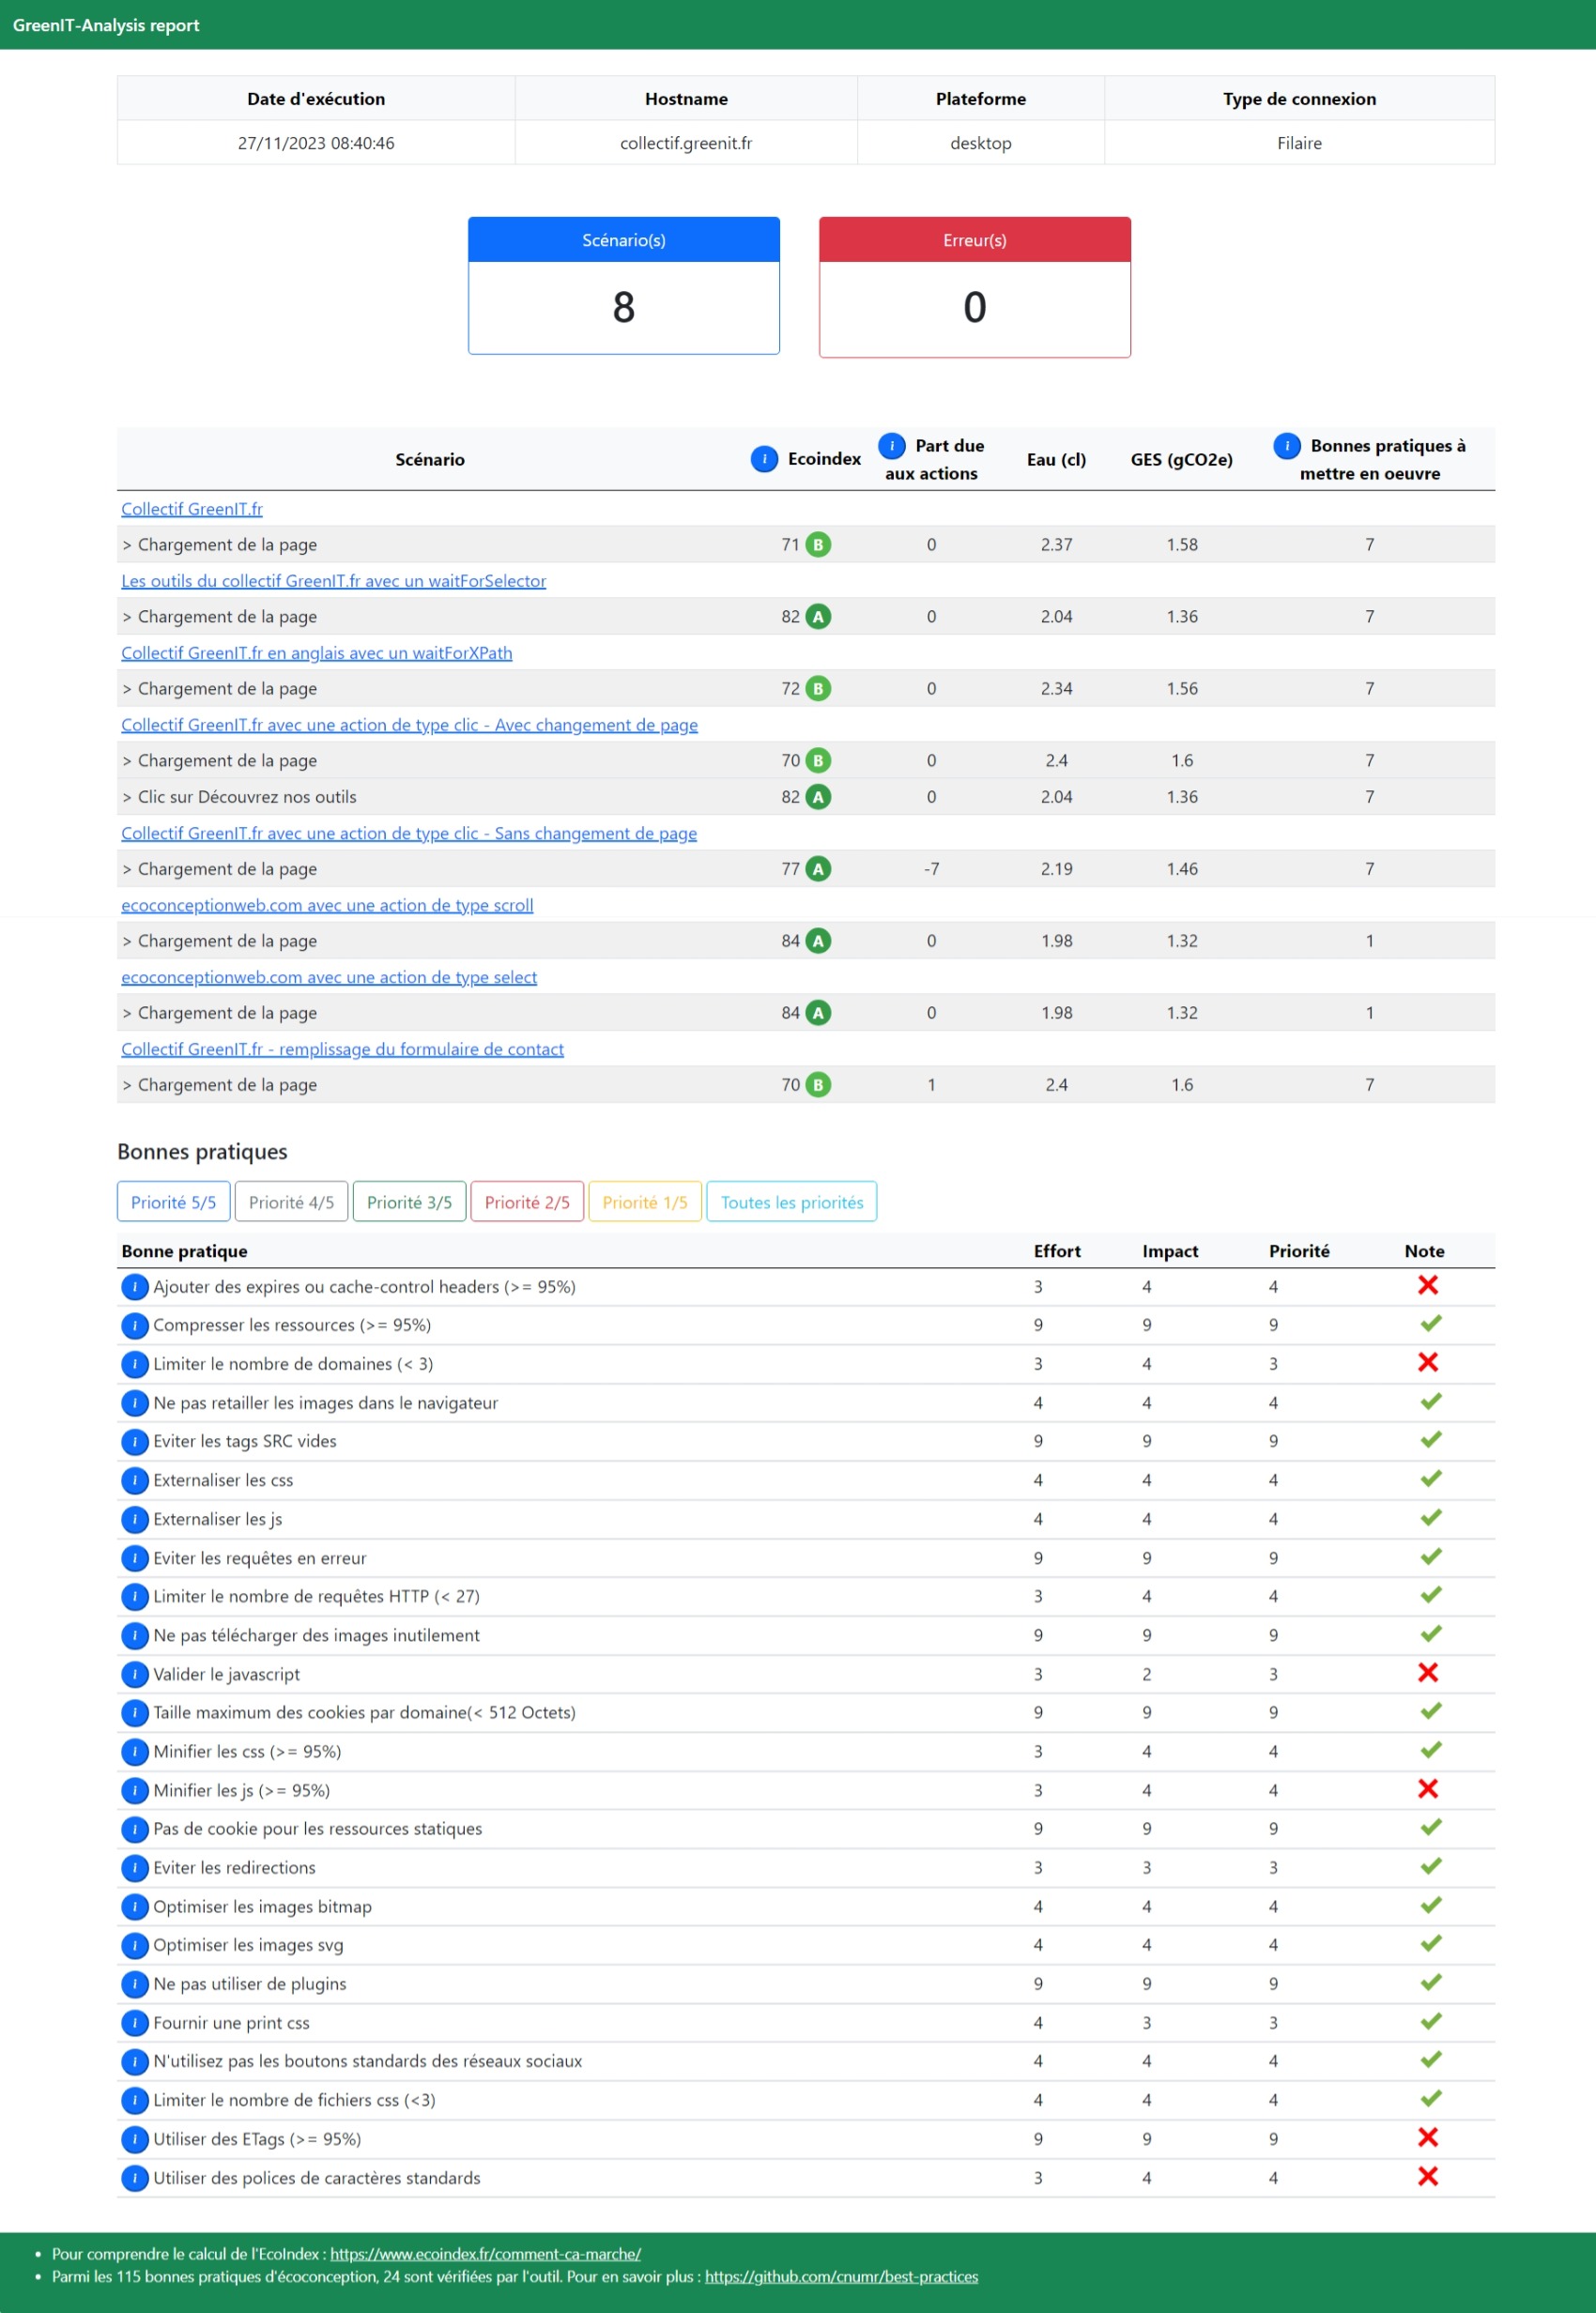 GreenIT-Analysis report
Date d'exécution Hostname Plateforme Type de connexion
27/11/2023 08:40:46 collectif.greenit.fr desktop Filaire
Scénario(s) Erreur(s)
8 0
Scénario i Ecoindex i Part due aux actions Eau (cl) GES (gCO2e) i Bonnes pratiques à mettre en oeuvre
Collectif GreenIT.fr
> Chargement de la page 71 B 0 2.37 1.58 7
Les outils du collectif GreenIT.fr avec un waitForSelector
> Chargement de la page 82 A 0 2.04 1.36 7
Collectif GreenIT.fr en anglais avec un waitForXPath
> Chargement de la page 72 B 0 2.34 1.56 7
Collectif GreenIT.fr avec une action de type clic - Avec changement de page
> Chargement de la page 70 B 0 2.4 1.6 7
> Clic sur Découvrez nos outils 82 A 0 2.04 1.36 7
Collectif GreenIT.fr avec une action de type clic - Sans changement de page
> Chargement de la page 77 A -7 2.19 1.46 7
ecoconceptionweb.com avec une action de type scroll
> Chargement de la page 84 A 0 1.98 1.32 1
ecoconceptionweb.com avec une action de type select
> Chargement de la page 84 A 0 1.98 1.32 1
Collectif GreenIT.fr - remplissage du formulaire de contact
> Chargement de la page 70 B 1 2.4 1.6 7
Bonnes pratiques
Priorité 5/5 Priorité 4/5 Priorité 3/5 Priorité 2/5 Priorité 1/5 Toutes les priorités
Bonne pratique Effort Impact Priorité Note
i Ajouter des expires ou cache-control headers (>= 95%) 3 4 4 ❌
i Compresser les ressources (>= 95%) 9 9 9 ✔
i Limiter le nombre de domaines (< 3) 3 4 3 ❌
i Ne pas retailler les images dans le navigateur 4 4 4 ✔
i Eviter les tags SRC vides 9 9 9 ✔
i Externaliser les css 4 4 4 ✔
i Externaliser les js 4 4 4 ✔
i Eviter les requêtes en erreur 9 9 9 ✔
i Limiter le nombre de requêtes HTTP (< 27) 3 4 4 ✔
i Ne pas télécharger des images inutilement 9 9 9 ✔
i Valider le javascript 3 2 3 ❌
i Taille maximum des cookies par domaine(< 512 Octets) 9 9 9 ✔
i Minifier les css (>= 95%) 3 4 4 ✔
i Minifier les js (>= 95%) 3 4 4 ❌
i Pas de cookie pour les ressources statiques 9 9 9 ✔
i Eviter les redirections 3 3 3 ✔
i Optimiser les images bitmap 4 4 4 ✔
i Optimiser les images svg 4 4 4 ✔
i Ne pas utiliser de plugins 9 9 9 ✔
i Fournir une print css 4 3 3 ✔
i N'utilisez pas les boutons standards des réseaux sociaux 4 4 4 ✔
i Limiter le nombre de fichiers css (<3) 4 4 4 ✔
i Utiliser des ETags (>= 95%) 9 9 9 ❌
i Utiliser des polices de caractères standards 3 4 4 ❌
• Pour comprendre le calcul de l'EcoIndex : https://www.ecoindex.fr/comment-ca-marche/
• Parmi les 115 bonnes pratiques d'écoconception, 24 sont vérifiées par l'outil. Pour en savoir plus : https://github.com/cnumr/best-practices